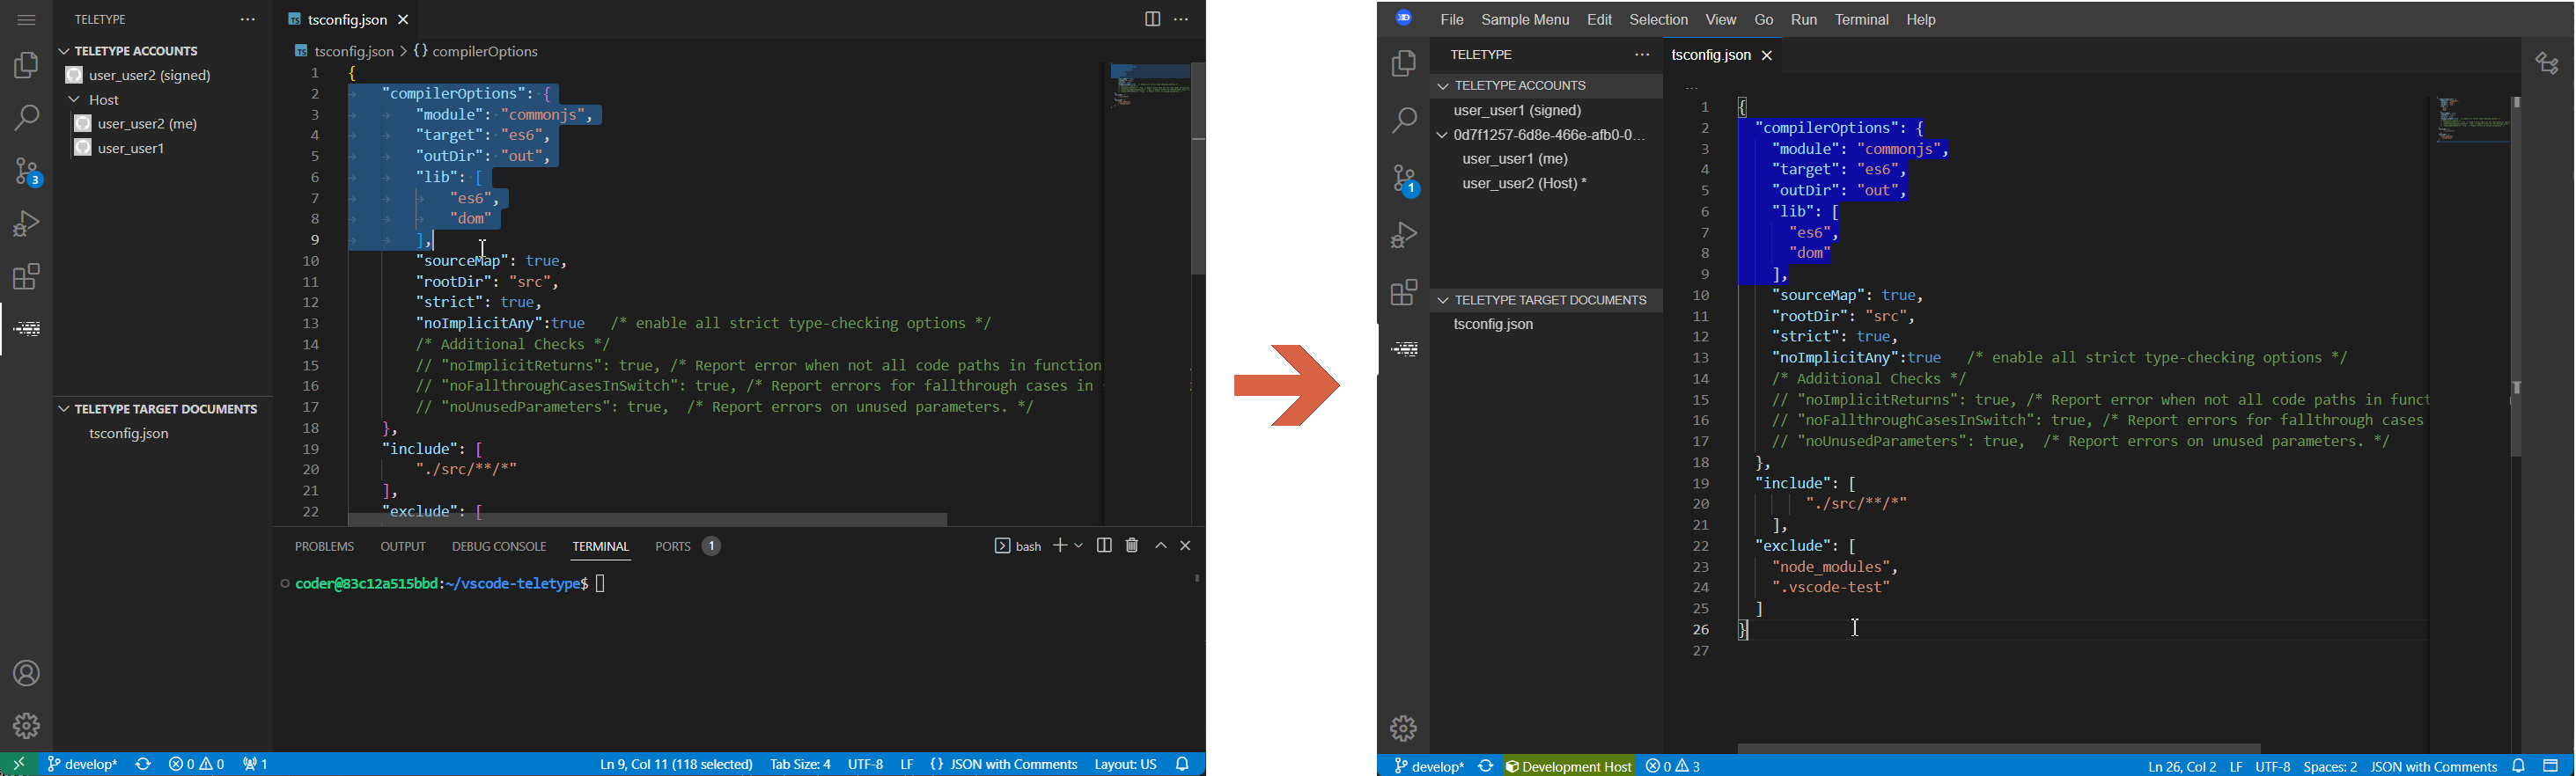 TELETYPE
TELETYPE ACCOUNTS
user_user2 (signed)
Host
user_user2 (me)
user_user1
3
TELETYPE TARGET DOCUMENTS
tsconfig.json
tsconfig.json
tsconfig.json > {} compilerOptions
1 {
2 "compilerOptions": {
3 "module": "commonjs",
4 "target": "es6",
5 "outDir": "out",
6 "lib": [
7 "es6",
8 "dom"
9 ],
10 "sourceMap": true,
11 "rootDir": "src",
12 "strict": true,
13 "noImplicitAny":true /* enable all strict type-checking options */
14 /* Additional Checks */
15 // "noImplicitReturns": true, /* Report error when not all code paths in function
16 // "noFallthroughCasesInSwitch": true, /* Report errors for fallthrough cases in
17 // "noUnusedParameters": true, /* Report errors on unused parameters. */
18 },
19 "include": [
20 "./src/**/*"
21 ],
22 "exclude": [
PROBLEMS OUTPUT DEBUG CONSOLE TERMINAL PORTS 1 bash
coder@83c12a515bbd:~/vscode-teletype$
develop* 0 0 1 Ln 9, Col 11 (118 selected) Tab Size: 4 UTF-8 LF {} JSON with Comments Layout: US
File Sample Menu Edit Selection View Go Run Terminal Help
TELETYPE
TELETYPE ACCOUNTS
user_user1 (signed)
0d7f1257-6d8e-466e-afb0-0...
user_user1 (me)
user_user2 (Host) *
1
TELETYPE TARGET DOCUMENTS
tsconfig.json
tsconfig.json
...
1 {
2 "compilerOptions": {
3 "module": "commonjs",
4 "target": "es6",
5 "outDir": "out",
6 "lib": [
7 "es6",
8 "dom"
9 ],
10 "sourceMap": true,
11 "rootDir": "src",
12 "strict": true,
13 "noImplicitAny":true /* enable all strict type-checking options */
14 /* Additional Checks */
15 // "noImplicitReturns": true, /* Report error when not all code paths in funct
16 // "noFallthroughCasesInSwitch": true, /* Report errors for fallthrough cases
17 // "noUnusedParameters": true, /* Report errors on unused parameters. */
18 },
19 "include": [
20 "./src/**/*"
21 ],
22 "exclude": [
23 "node_modules",
24 ".vscode-test"
25 ]
26 }
27
develop* Development Host 0 3 Ln 26, Col 2 LF UTF-8 Spaces: 2 JSON with Comments